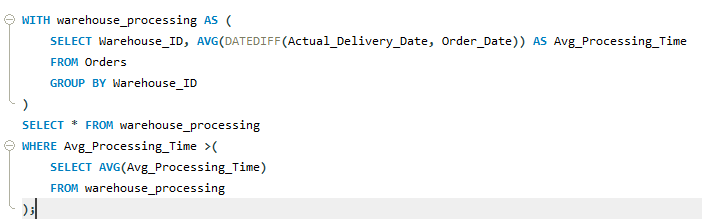 WITH warehouse_processing AS (
SELECT Warehouse_ID, AVG(DATEDIFF(Actual_Delivery_Date, Order_Date)) AS Avg_Processing_Time
FROM Orders
GROUP BY Warehouse_ID
)
SELECT * FROM warehouse_processing
WHERE Avg_Processing_Time >(
SELECT AVG(Avg_Processing_Time)
FROM warehouse_processing
);